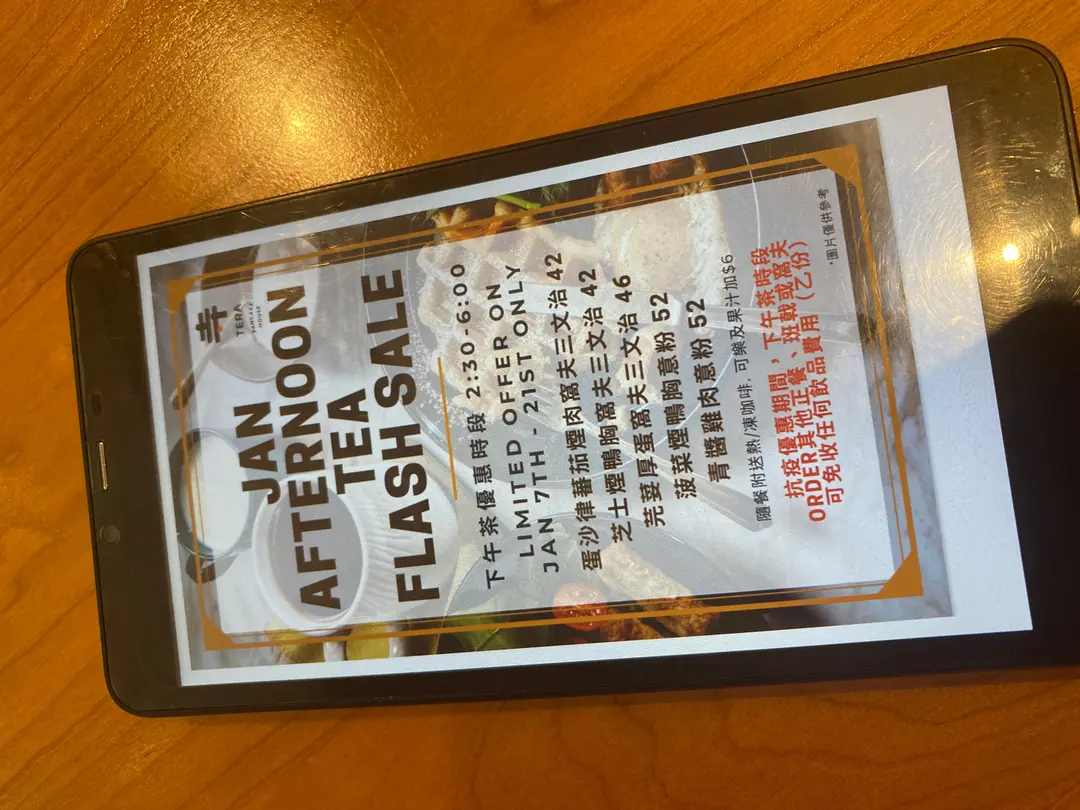 幸
TERA
PANCAKE
HOUSE
JAN
AFTERNOON
TEA
FLASH SALE
下午茶優惠時段 2:30-6:00
LIMITED OFFER ON
JAN 7TH - 21ST ONLY
蛋沙律蕃茄煙肉窩夫三文治 42
芝士煙鴨胸窩夫三文治 42
芫荽厚蛋窩夫三文治 46
菠菜煙鴨胸意粉 52
青醬雞肉意粉 52
隨餐附送熱/凍咖啡, 可樂及果汁加$6
抗疫優惠期間，下午茶時段
ORDER其他正餐、班戟或窩夫
可免收任何飲品費用（乙份）
*圖片僅供參考